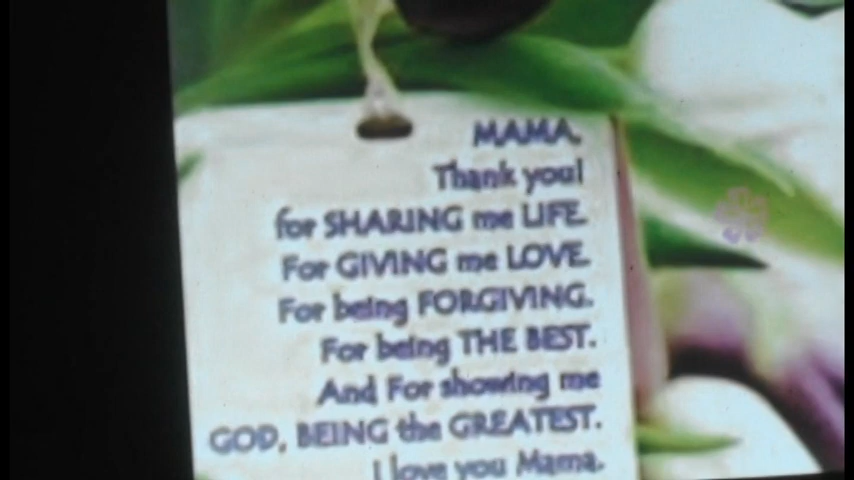 MAMA,
Thank you!
for SHARING me LIFE.
For GIVING me LOVE.
For being FORGIVING.
For being THE BEST.
And For showing me
GOD, BEING the GREATEST.
I love you Mama.